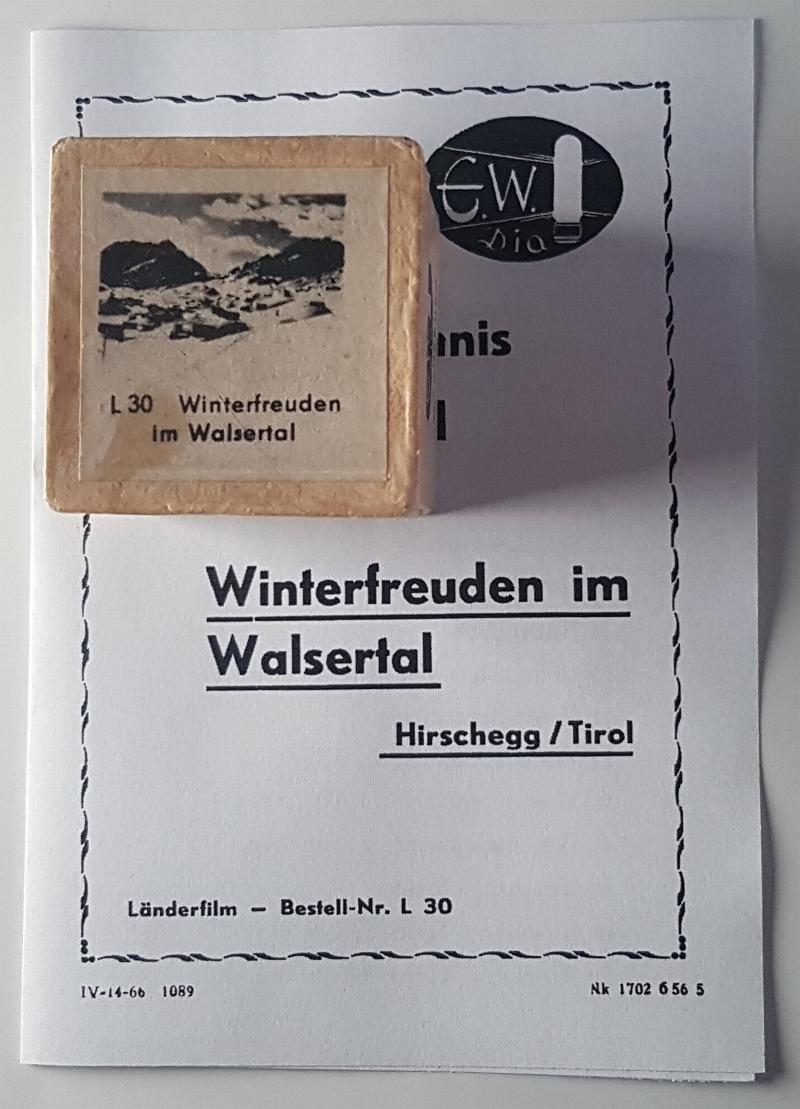 E.W.
Dia
nnis
l
L 30 Winterfreuden
im Walsertal
Winterfreuden im
Walsertal
Hirschegg / Tirol
Länderfilm – Bestell-Nr. L 30
IV-14-66 1089
Nk 1702 6 56 5